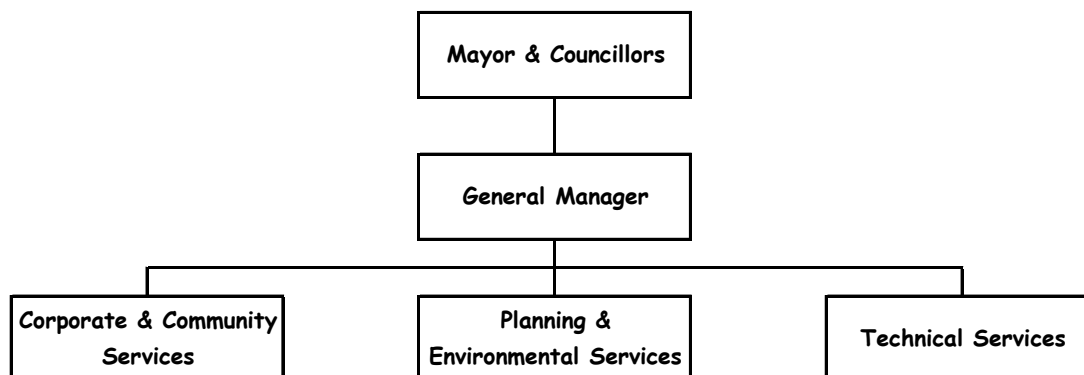 Mayor & Councillors
General Manager
Corporate & Community
Services
Planning &
Environmental Services
Technical Services